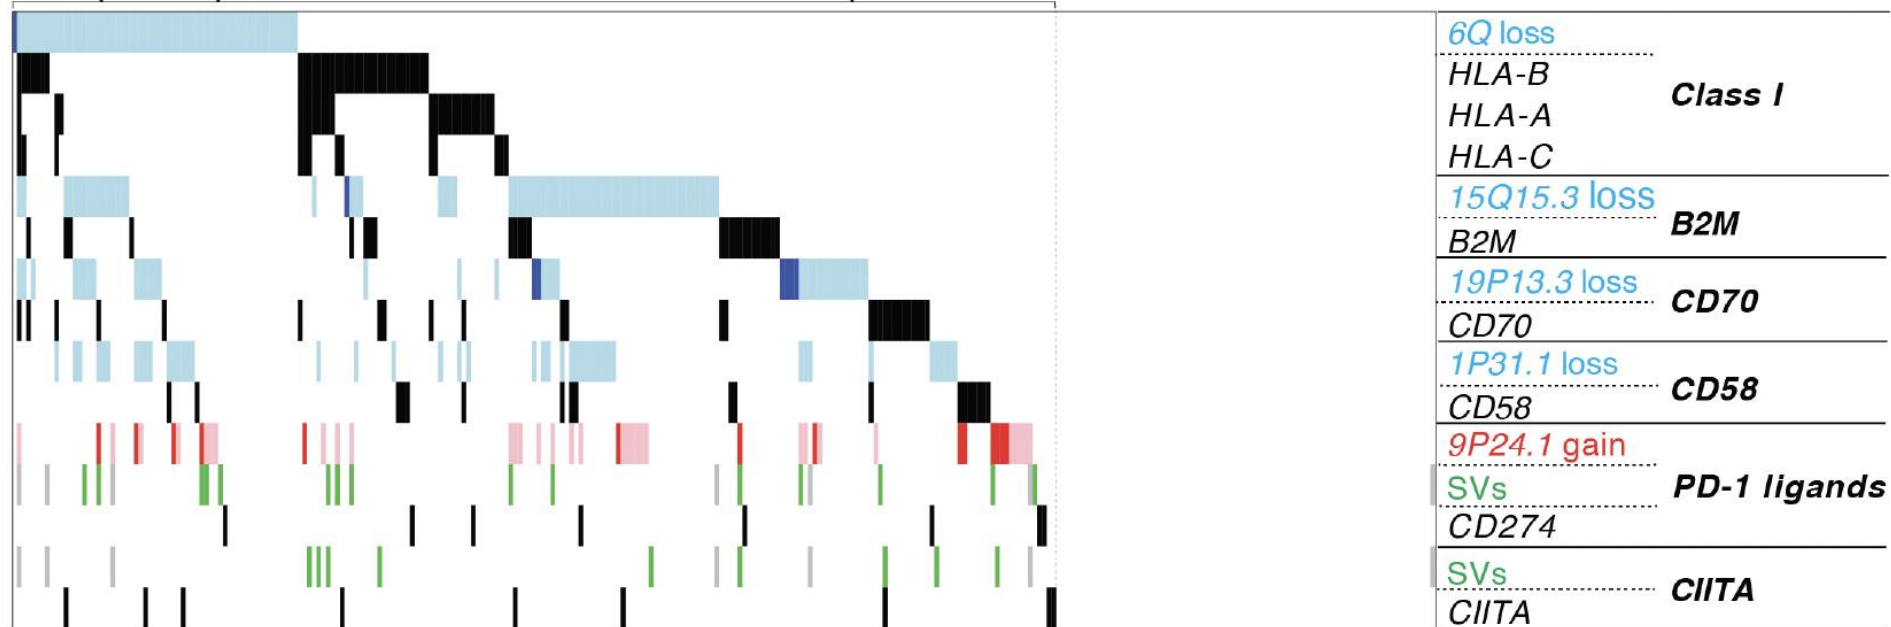 6Q loss
HLA-B
Class I
HLA-A
HLA-C
15Q15.3 loss
B2M
B2M
19P13.3 loss
CD70
CD70
1P31.1 loss
CD58
CD58
9P24.1 gain
SVs
PD-1 ligands
CD274
SVs
CIITA
CIITA